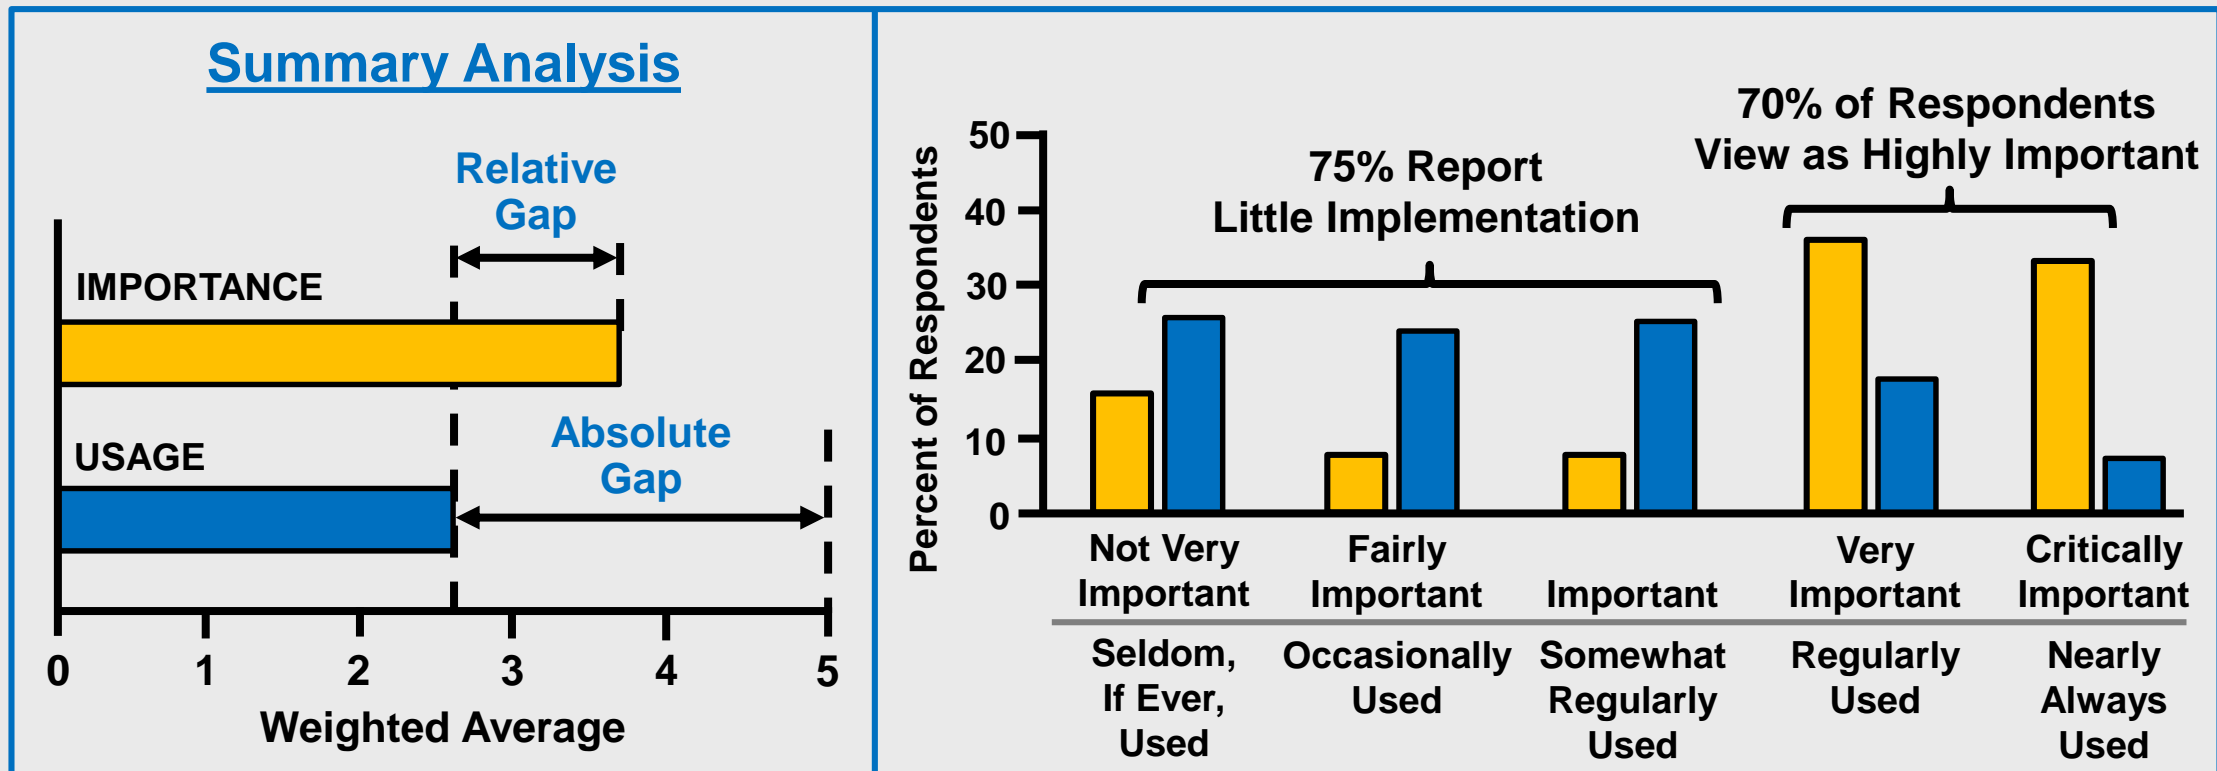 Summary Analysis
Relative
Gap
IMPORTANCE
USAGE
Absolute
Gap
0 1 2 3 4 5
Weighted Average
70% of Respondents
View as Highly Important
75% Report
Little Implementation
Percent of Respondents
50
40
30
20
10
0
Not Very
Important
Fairly
Important
Important
Very
Important
Critically
Important
Seldom,
If Ever,
Used
Occasionally
Used
Somewhat
Regularly
Used
Regularly
Used
Nearly
Always
Used